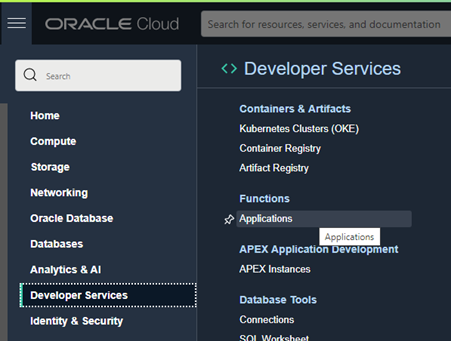 ORACLE Cloud
Search for resources, services, and documentation
Search
Home
Compute
Storage
Networking
Oracle Database
Databases
Analytics & AI
Developer Services
Identity & Security
<> Developer Services
Containers & Artifacts
Kubernetes Clusters (OKE)
Container Registry
Artifact Registry
Functions
Applications
Applications
APEX Application Development
APEX Instances
Database Tools
Connections
SQL Worksheet